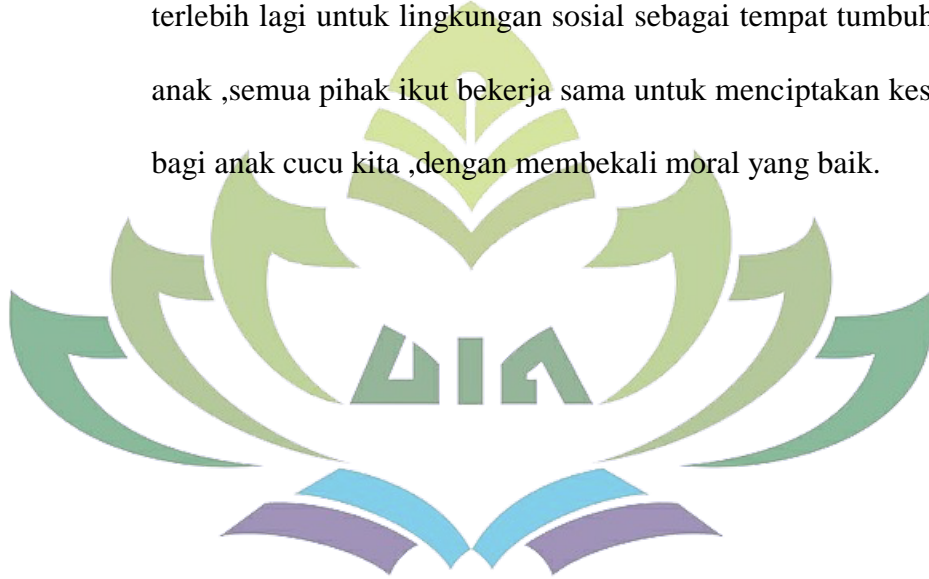 terlebih lagi untuk lingkungan sosial sebagai tempat tumbuh
anak ,semua pihak ikut bekerja sama untuk menciptakan kes
bagi anak cucu kita ,dengan membekali moral yang baik.
UIN